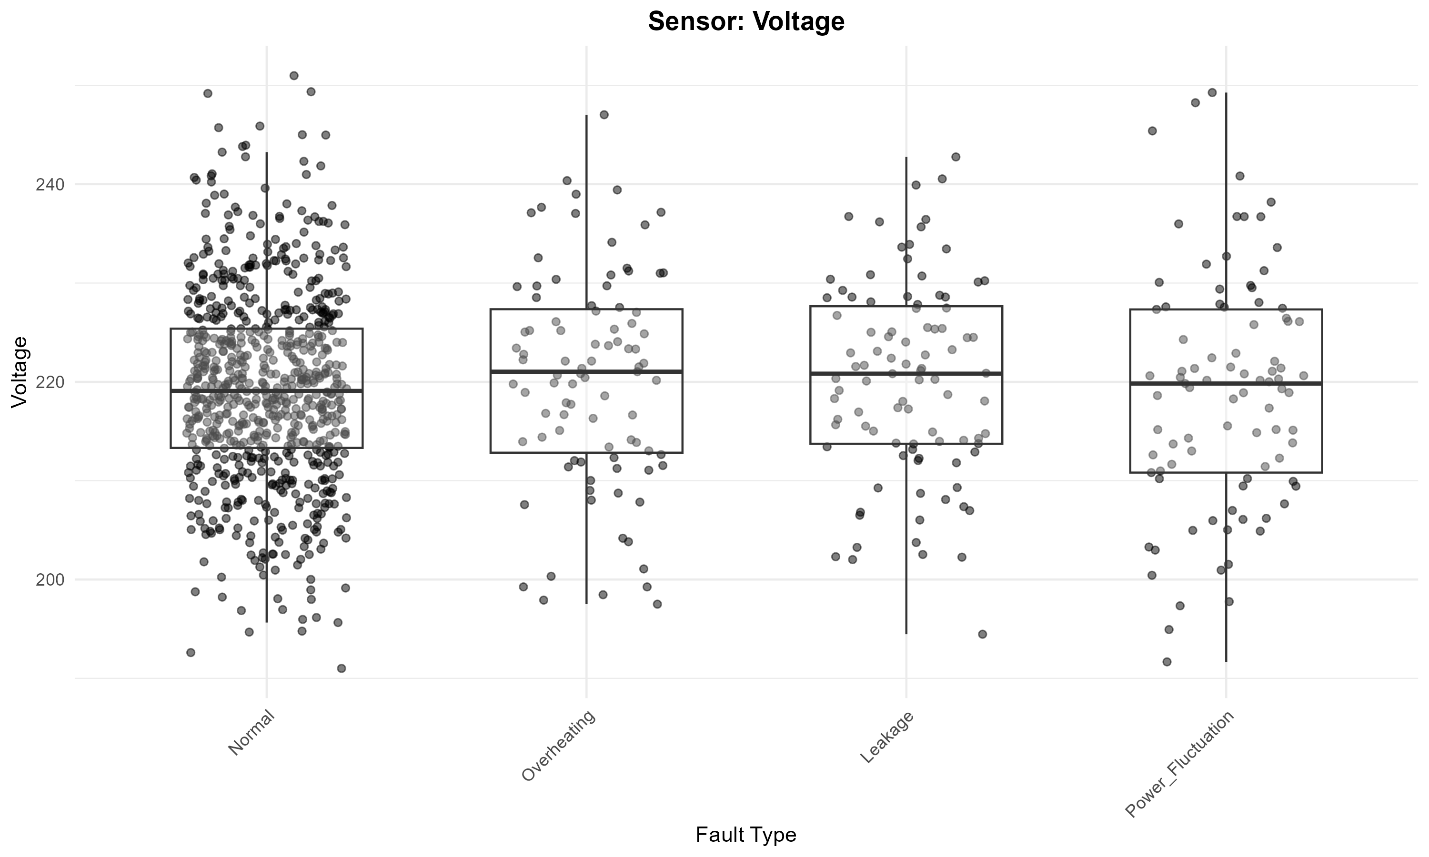 Sensor: Voltage
Voltage
240
220
200
Normal
Overheating
Leakage
Power_Fluctuation
Fault Type